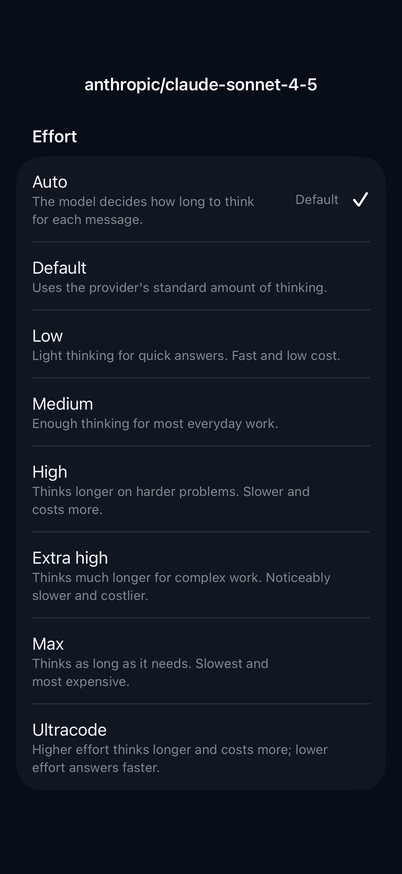 anthropic/claude-sonnet-4-5
Effort
Auto
The model decides how long to think
for each message.
Default
Default
Uses the provider's standard amount of thinking.
Low
Light thinking for quick answers. Fast and low cost.
Medium
Enough thinking for most everyday work.
High
Thinks longer on harder problems. Slower and
costs more.
Extra high
Thinks much longer for complex work. Noticeably
slower and costlier.
Max
Thinks as long as it needs. Slowest and
most expensive.
Ultracode
Higher effort thinks longer and costs more; lower
effort answers faster.